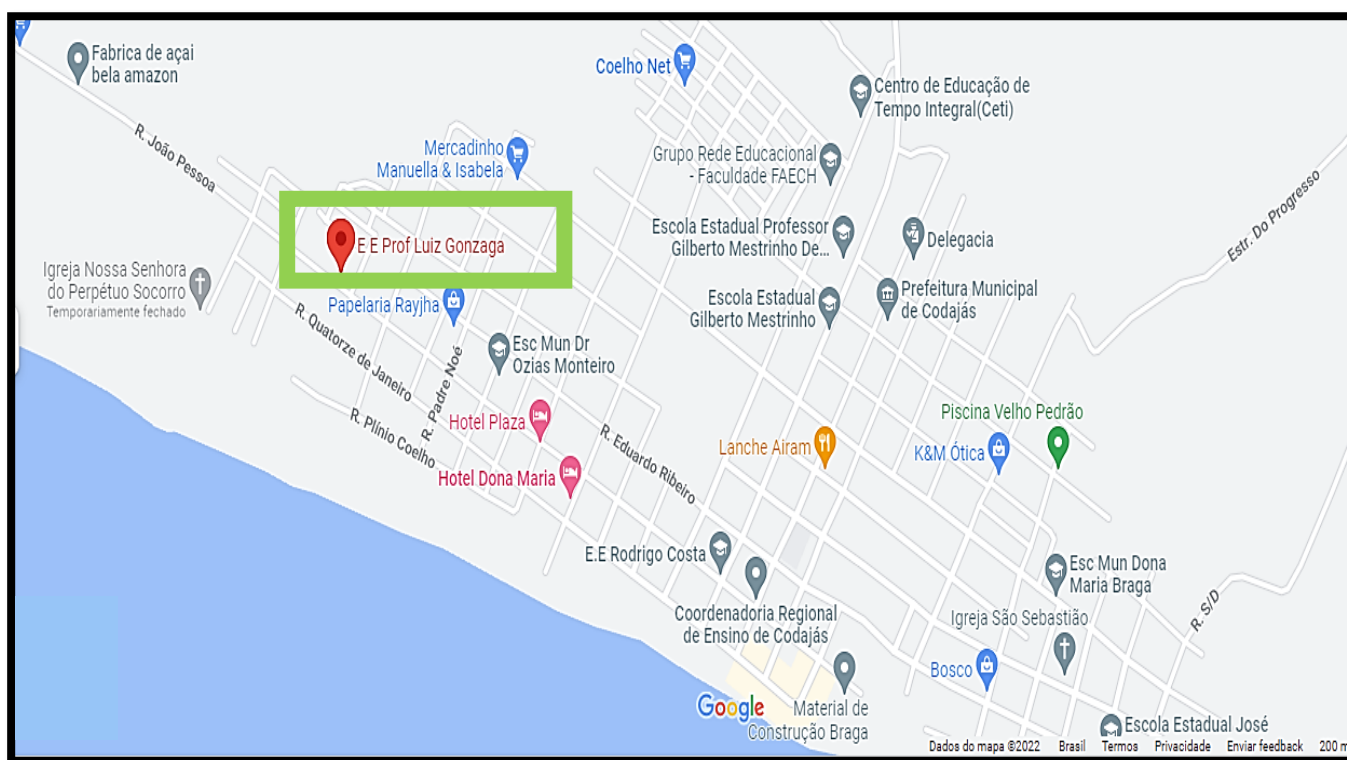 Fabrica de açai
bela amazon
Coelho Net
Centro de Educação de
Tempo Integral(Ceti)
R. João Pessoa
Mercadinho
Manuella & Isabela
Grupo Rede Educacional
- Faculdade FAECH
Estr. Do Progresso
E E Prof Luiz Gonzaga
Escola Estadual Professor
Gilberto Mestrinho De...
Delegacia
Igreja Nossa Senhora
do Perpétuo Socorro
Temporariamente fechado
Papelaria Rayjha
Escola Estadual
Gilberto Mestrinho
Prefeitura Municipal
de Codajás
R. Quatorze de Janeiro
Esc Mun Dr
Ozias Monteiro
R. Padre Noé
R. Plínio Coelho
Hotel Plaza
R. Eduardo Ribeiro
Piscina Velho Pedrão
Lanche Airam
K&M Ótica
Hotel Dona Maria
E.E Rodrigo Costa
Esc Mun Dona
Maria Braga
R. S/D
Coordenadoria Regional
de Ensino de Codajás
Igreja São Sebastião
Bosco
Google
Material de
Construção Braga
Escola Estadual José
Dados do mapa ©2022 Brasil Termos Privacidade Enviar feedback 200 m